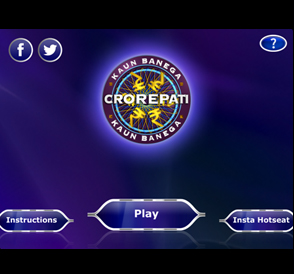 f
?
KAUN BANEGA
CROREPATI
KAUN BANEGA
Instructions
Play
Insta Hotseat